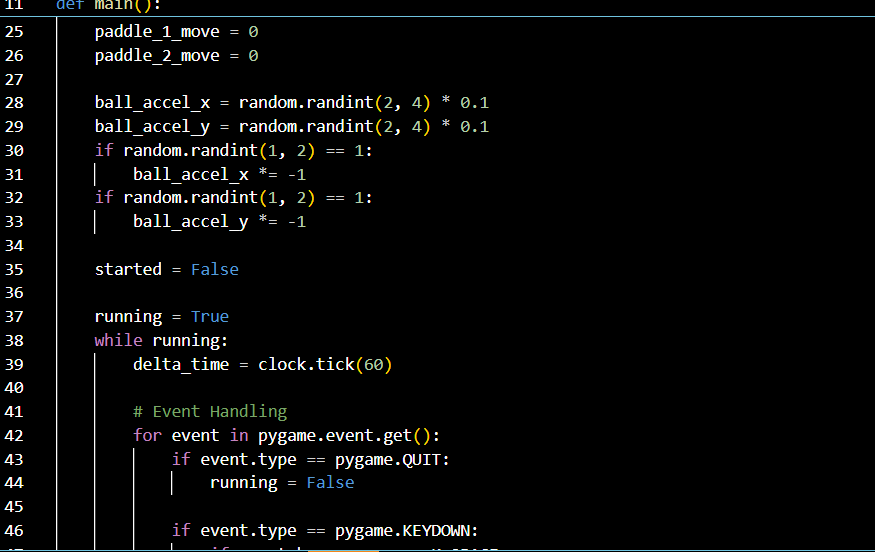 11 def main():
25 paddle_1_move = 0
26 paddle_2_move = 0
27
28 ball_accel_x = random.randint(2, 4) * 0.1
29 ball_accel_y = random.randint(2, 4) * 0.1
30 if random.randint(1, 2) == 1:
31 ball_accel_x *= -1
32 if random.randint(1, 2) == 1:
33 ball_accel_y *= -1
34
35 started = False
36
37 running = True
38 while running:
39 delta_time = clock.tick(60)
40
41 # Event Handling
42 for event in pygame.event.get():
43 if event.type == pygame.QUIT:
44 running = False
45
46 if event.type == pygame.KEYDOWN: